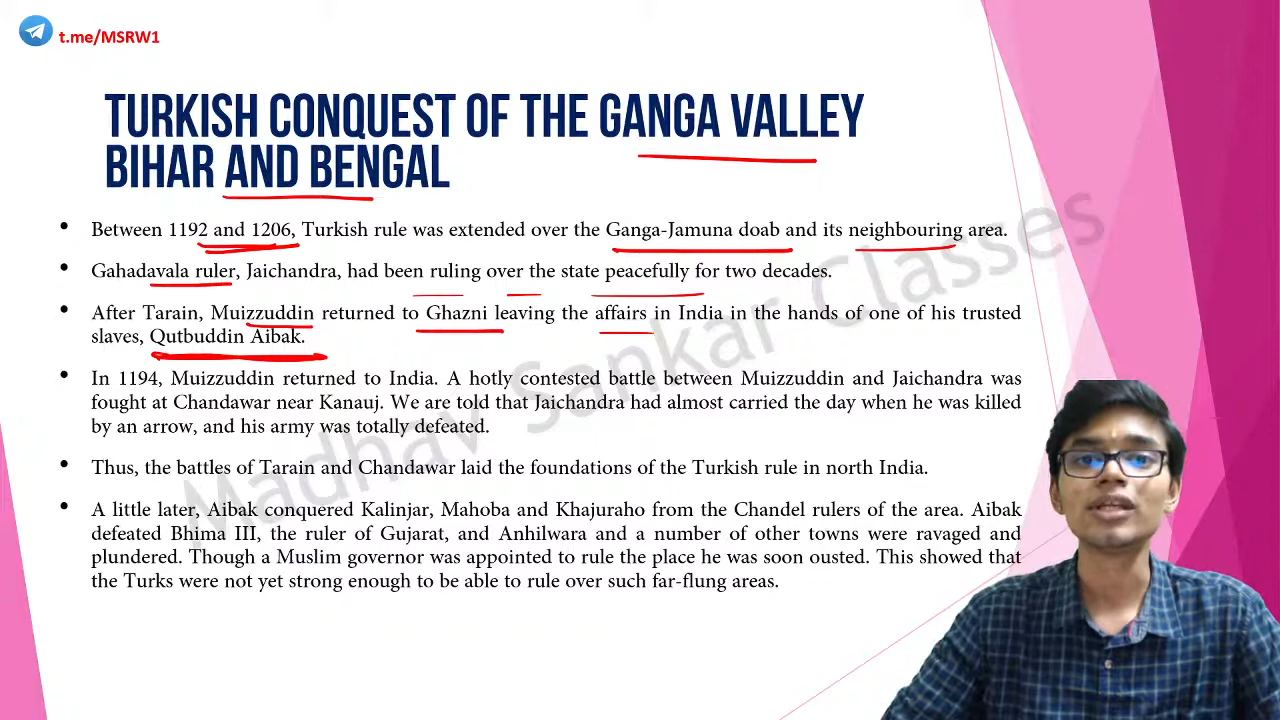 t.me/MSRW1
TURKISH CONQUEST OF THE GANGA VALLEY
BIHAR AND BENGAL
• Between 1192 and 1206, Turkish rule was extended over the Ganga-Jamuna doab and its neighbouring area.
• Gahadavala ruler, Jaichandra, had been ruling over the state peacefully for two decades.
• After Tarain, Muizzuddin returned to Ghazni leaving the affairs in India in the hands of one of his trusted
slaves, Qutbuddin Aibak.
• In 1194, Muizzuddin returned to India. A hotly contested battle between Muizzuddin and Jaichandra was
fought at Chandawar near Kanauj. We are told that Jaichandra had almost carried the day when he was killed
by an arrow, and his army was totally defeated.
• Thus, the battles of Tarain and Chandawar laid the foundations of the Turkish rule in north India.
• A little later, Aibak conquered Kalinjar, Mahoba and Khajuraho from the Chandel rulers of the area. Aibak
defeated Bhima III, the ruler of Gujarat, and Anhilwara and a number of other towns were ravaged and
plundered. Though a Muslim governor was appointed to rule the place he was soon ousted. This showed that
the Turks were not yet strong enough to be able to rule over such far-flung areas.
Madhav Sankar Classes